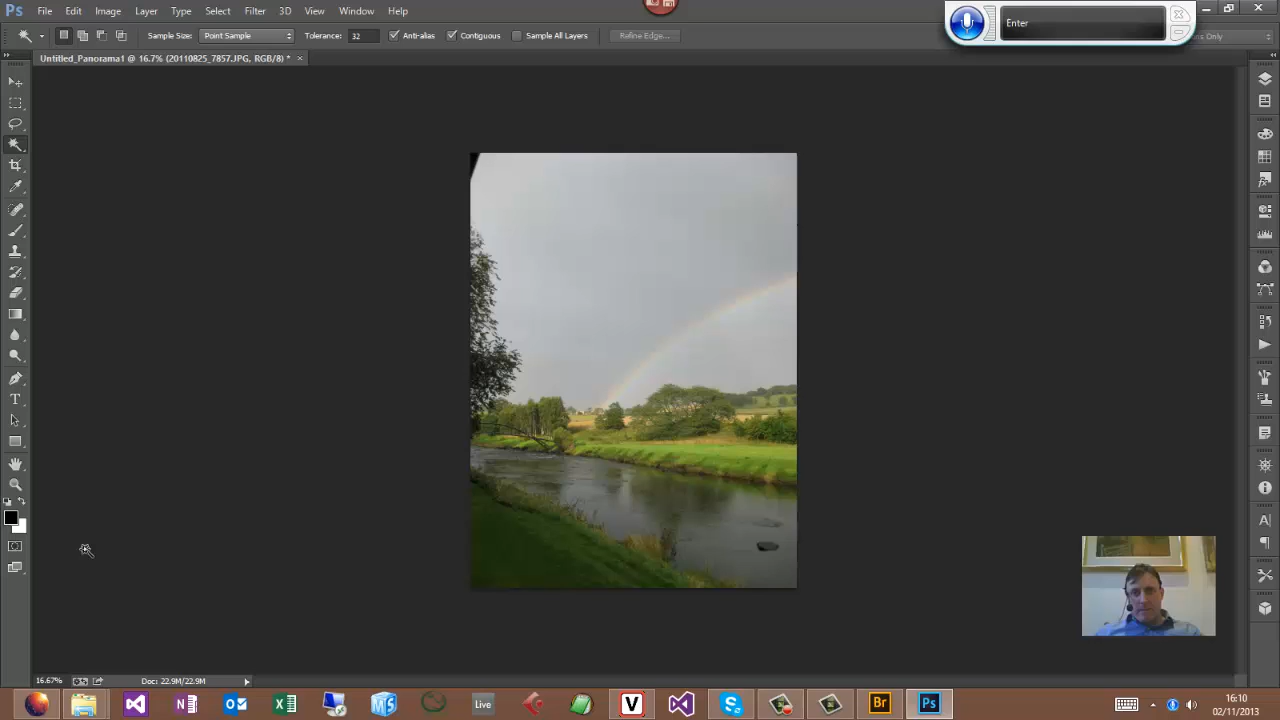 Ps File Edit Image Layer Type Select Filter 3D View Window Help
Enter
Sample Size: Point Sample Tolerance: 32 Anti-alias Contiguous Sample All Layers Refine Edge...
Untitled_Panorama1 @ 16.7% (20110825_7857.JPG, RGB/8) * ×
16.67% Doc: 22.9M/22.9M
Live V Br Ps
16:10
02/11/2013